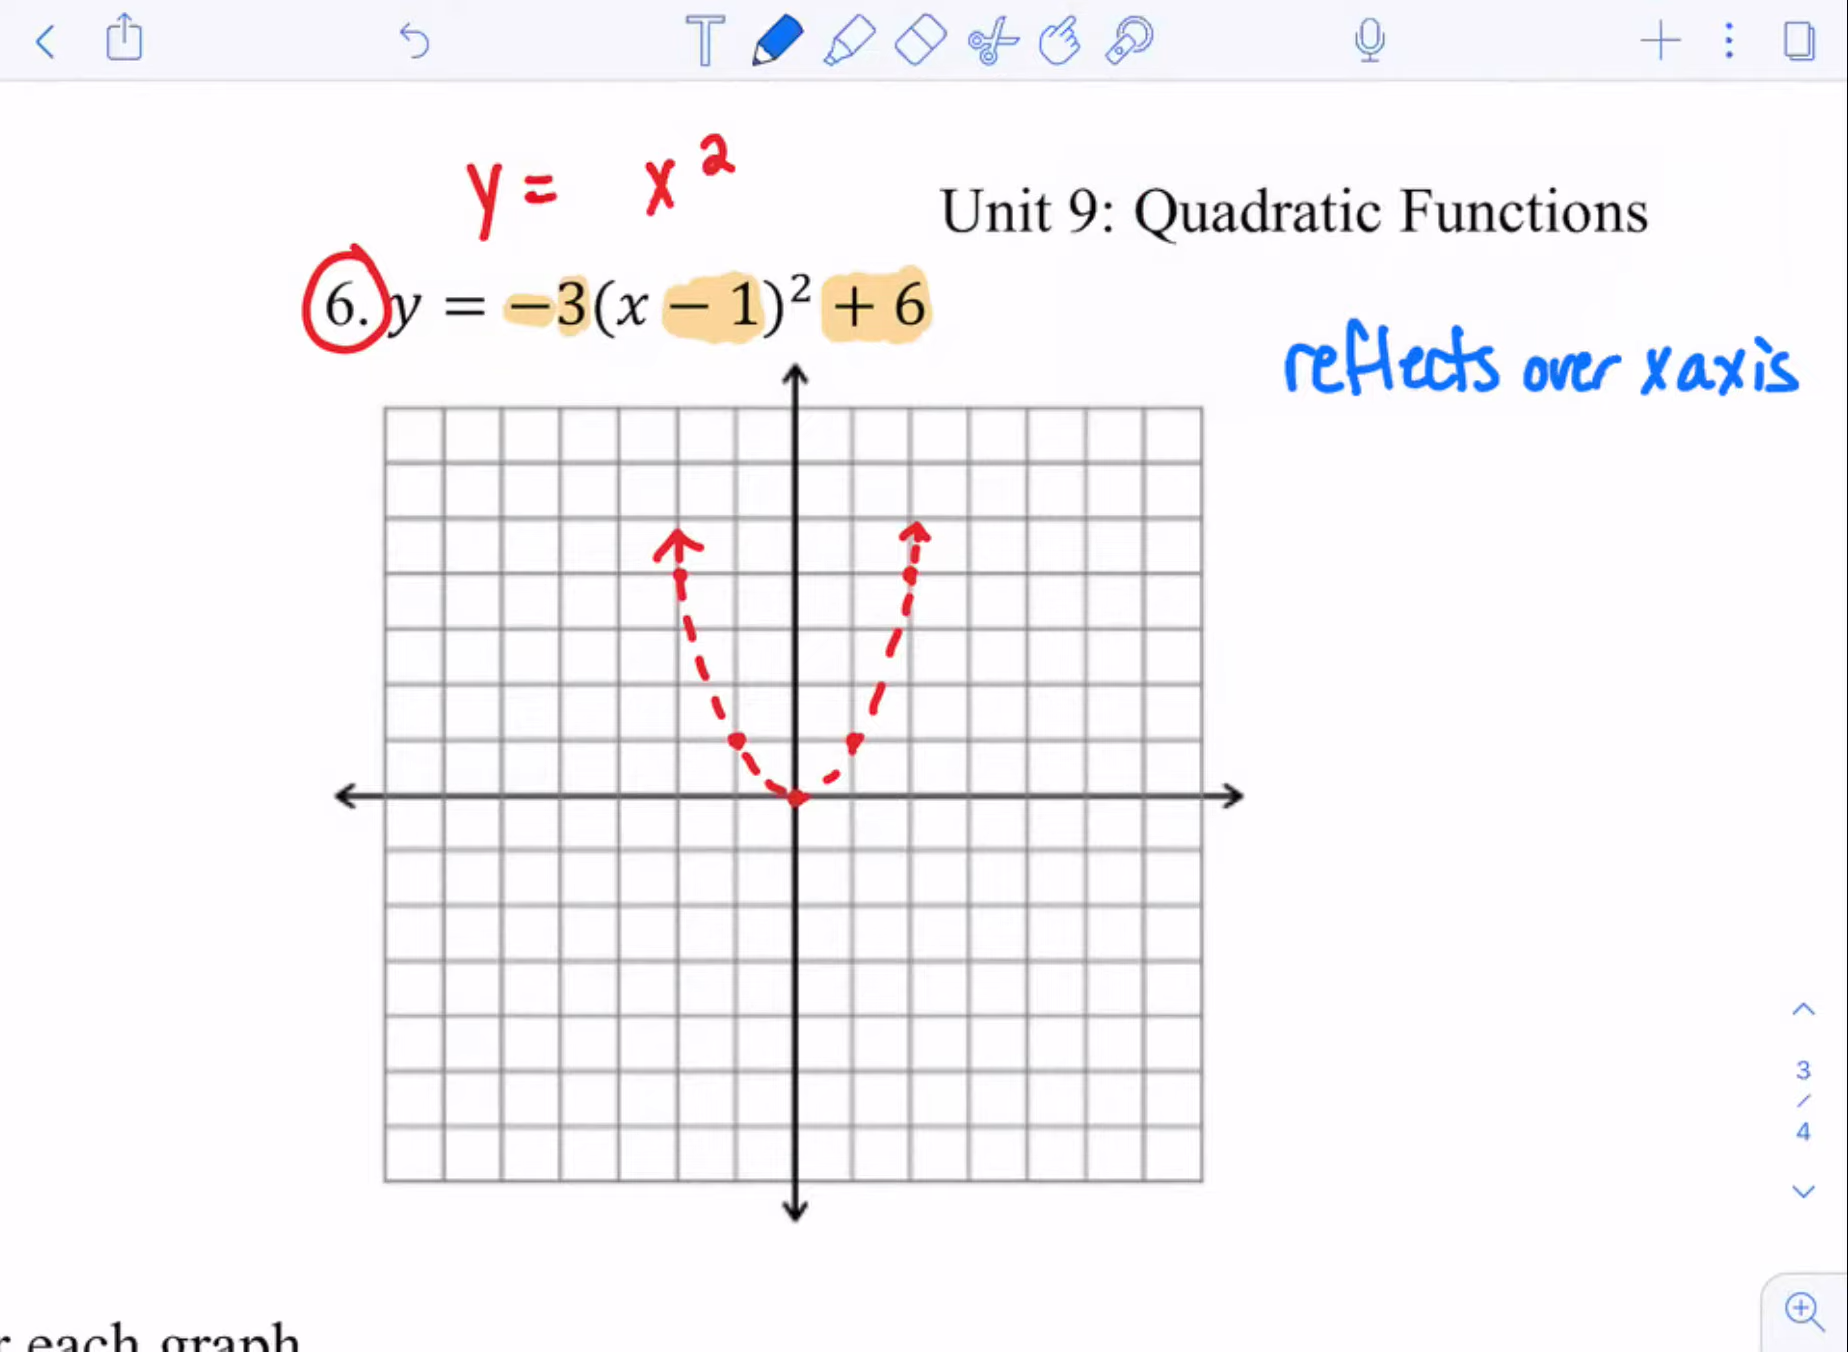 y = x²
Unit 9: Quadratic Functions
6. y = −3(x − 1)² + 6
reflects over x axis
3
/
4
each graph